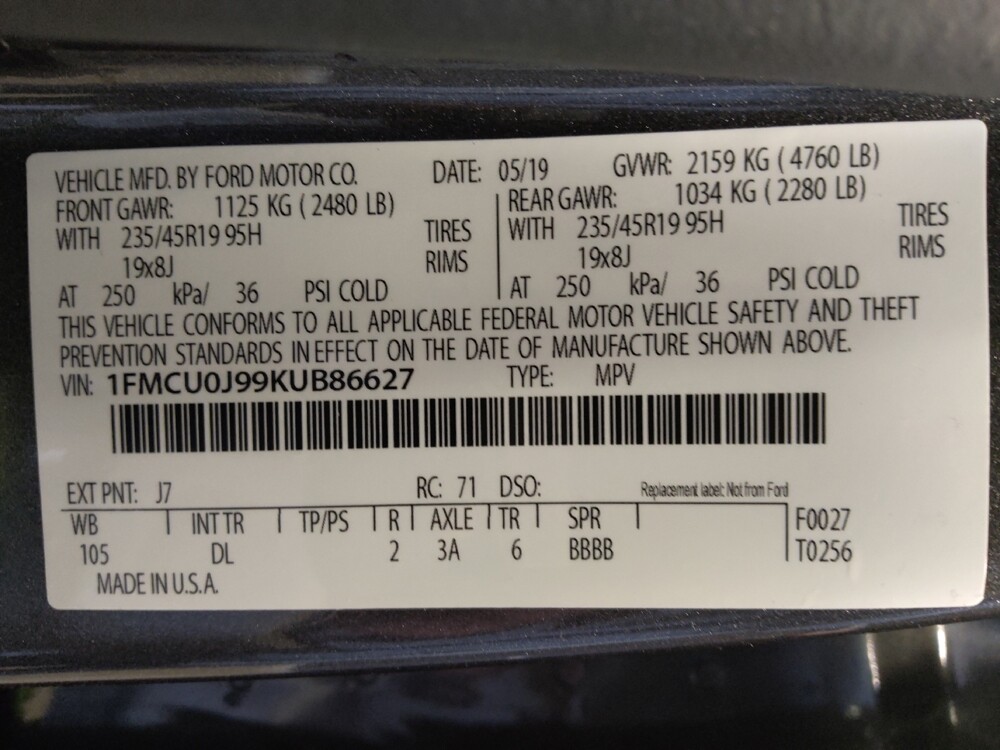 VEHICLE MFD. BY FORD MOTOR CO. DATE: 05/19 GVWR: 2159 KG ( 4760 LB)
FRONT GAWR: 1125 KG ( 2480 LB) REAR GAWR: 1034 KG ( 2280 LB)
WITH 235/45R19 95H TIRES WITH 235/45R19 95H TIRES
19x8J RIMS 19x8J RIMS
AT 250 kPa/ 36 PSI COLD AT 250 kPa/ 36 PSI COLD
THIS VEHICLE CONFORMS TO ALL APPLICABLE FEDERAL MOTOR VEHICLE SAFETY AND THEFT
PREVENTION STANDARDS IN EFFECT ON THE DATE OF MANUFACTURE SHOWN ABOVE.
VIN: 1FMCU0J99KUB86627 TYPE: MPV
EXT PNT: J7 RC: 71 DSO: Replacement label: Not from Ford
WB INT TR TP/PS R AXLE TR SPR F0027
105 DL 2 3A 6 BBBB T0256
MADE IN U.S.A.